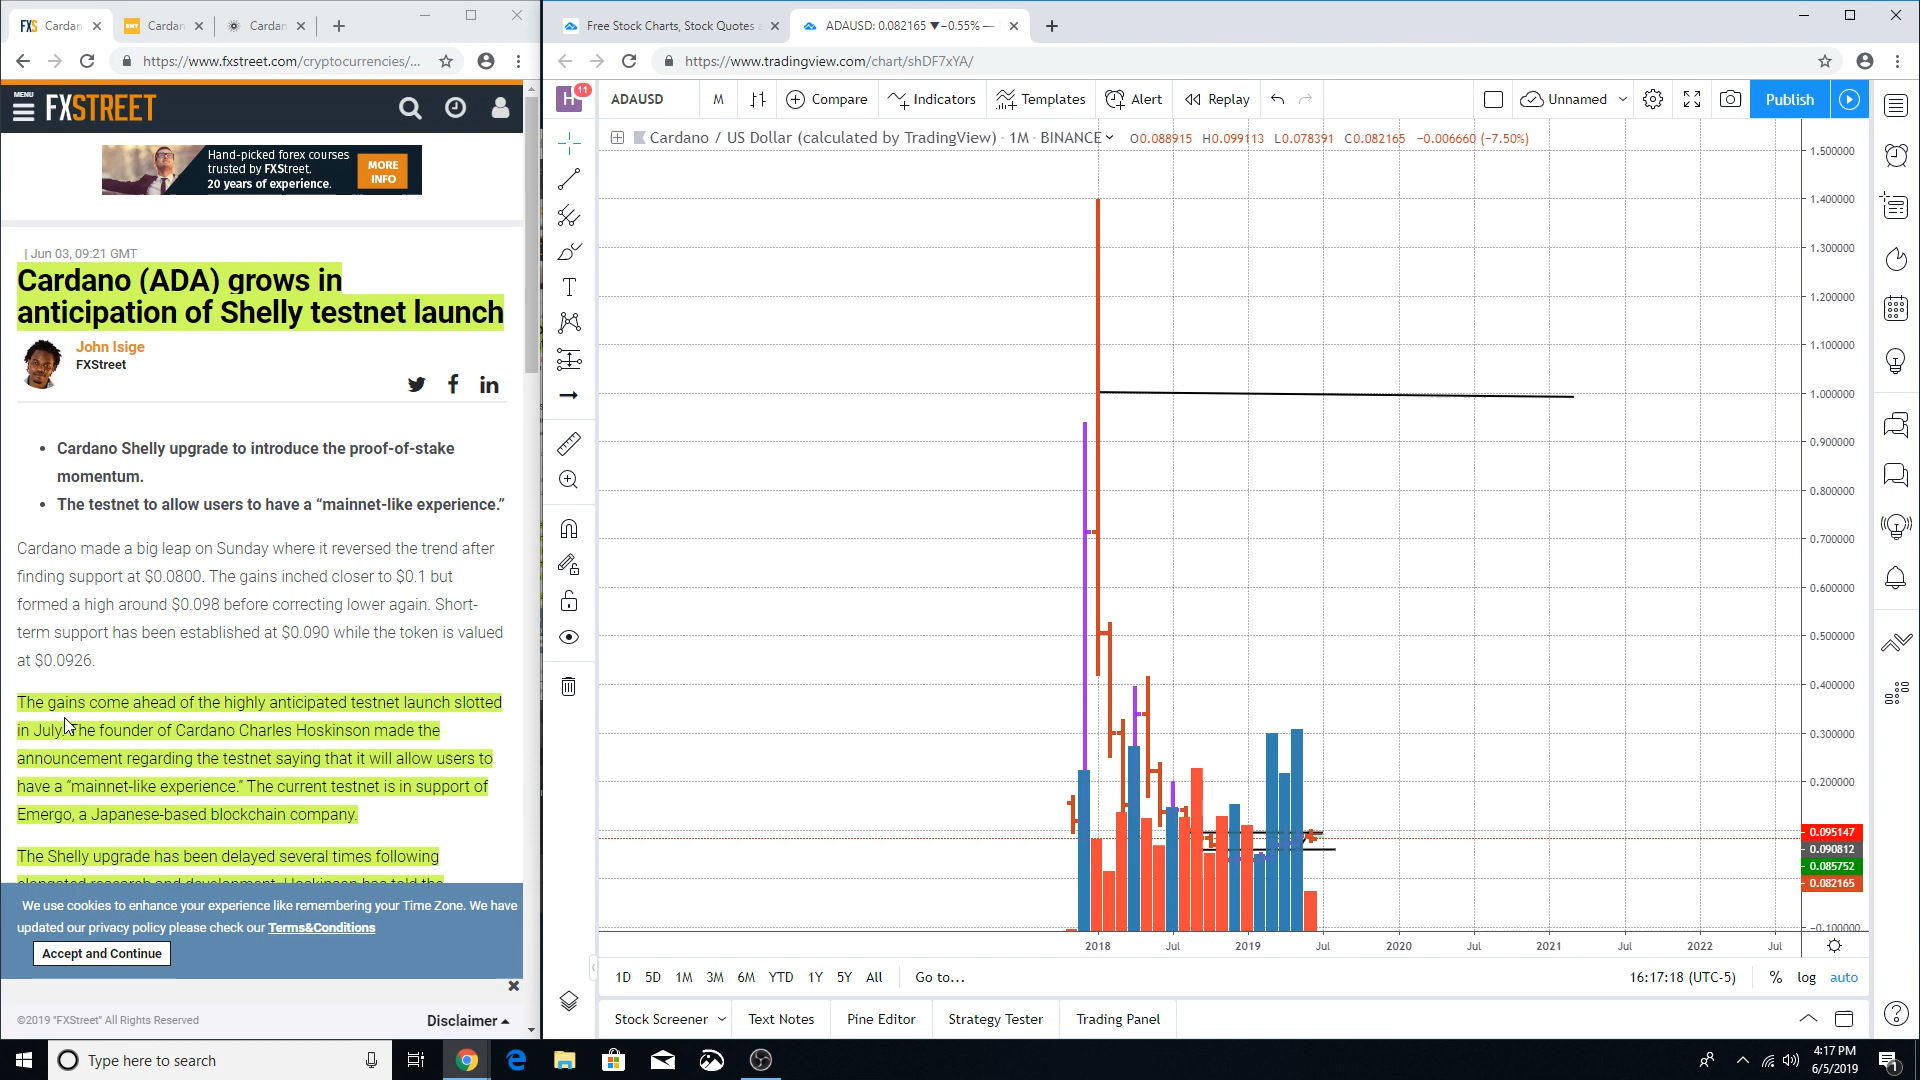 FXS Cardan
Cardan
Cardan
https://www.fxstreet.com/cryptocurrencies/...
MENU
FXSTREET
Hand-picked forex courses
trusted by FXStreet.
20 years of experience.
MORE
INFO
| Jun 03, 09:21 GMT
Cardano (ADA) grows in
anticipation of Shelly testnet launch
John Isige
FXStreet
• Cardano Shelly upgrade to introduce the proof-of-stake
momentum.
• The testnet to allow users to have a “mainnet-like experience.”
Cardano made a big leap on Sunday where it reversed the trend after
finding support at $0.0800. The gains inched closer to $0.1 but
formed a high around $0.098 before correcting lower again. Short-
term support has been established at $0.090 while the token is valued
at $0.0926.
The gains come ahead of the highly anticipated testnet launch slotted
in July. The founder of Cardano Charles Hoskinson made the
announcement regarding the testnet saying that it will allow users to
have a “mainnet-like experience.” The current testnet is in support of
Emergo, a Japanese-based blockchain company.
The Shelly upgrade has been delayed several times following
elongated research and development. Hoskinson has told the
We use cookies to enhance your experience like remembering your Time Zone. We have
updated our privacy policy please check our Terms&Conditions
Accept and Continue
©2019 "FXStreet" All Rights Reserved
Disclaimer
Free Stock Charts, Stock Quotes
ADAUSD: 0.082165 ▼−0.55% —
https://www.tradingview.com/chart/shDF7xYA/
H 11
ADAUSD
M
Compare
Indicators
Templates
Alert
Replay
Unnamed
Publish
Cardano / US Dollar (calculated by TradingView) · 1M · BINANCE
O0.088915 H0.099113 L0.078391 C0.082165 −0.006660 (−7.50%)
1.500000
1.400000
1.300000
1.200000
1.100000
1.000000
0.900000
0.800000
0.700000
0.600000
0.500000
0.400000
0.300000
0.200000
0.095147
0.090812
0.085752
0.082165
-0.100000
2018
Jul
2019
Jul
2020
Jul
2021
Jul
2022
Jul
1D 5D 1M 3M 6M YTD 1Y 5Y All Go to...
16:17:18 (UTC-5)
% log auto
Stock Screener
Text Notes
Pine Editor
Strategy Tester
Trading Panel
Type here to search
4:17 PM
6/5/2019
1